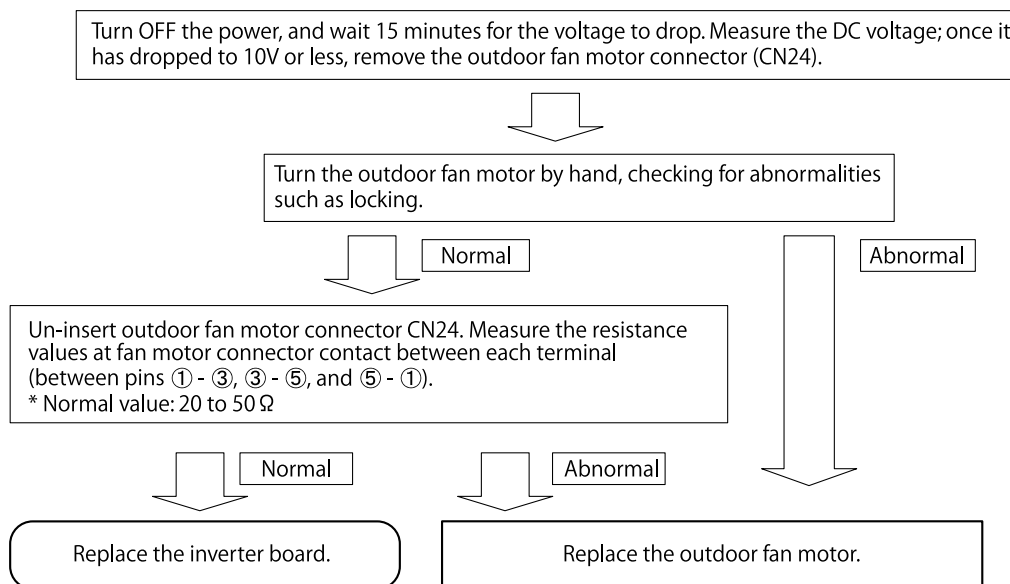 Turn OFF the power, and wait 15 minutes for the voltage to drop. Measure the DC voltage; once it
has dropped to 10V or less, remove the outdoor fan motor connector (CN24).
Turn the outdoor fan motor by hand, checking for abnormalities
such as locking.
Normal
Abnormal
Un-insert outdoor fan motor connector CN24. Measure the resistance
values at fan motor connector contact between each terminal
(between pins ① - ③, ③ - ⑤, and ⑤ - ①).
* Normal value: 20 to 50 Ω
Normal
Abnormal
Replace the inverter board.
Replace the outdoor fan motor.